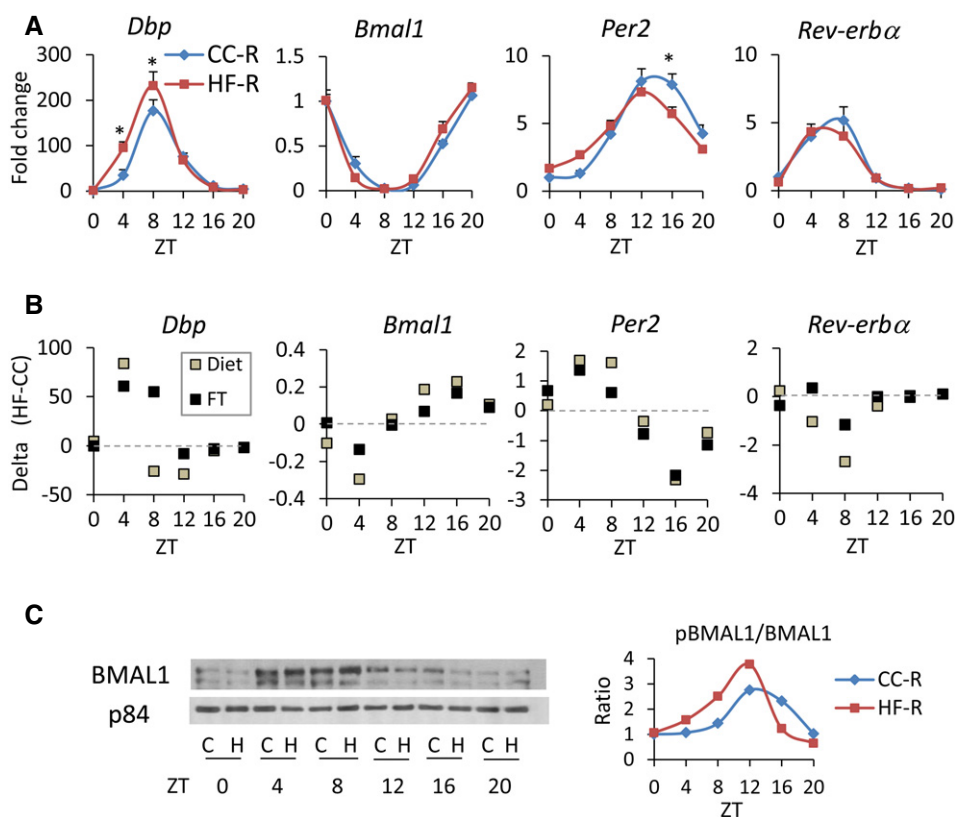 A
Dbp
Bmal1
Per2
Rev-erbα
Fold change
300
200
100
0
CC-R
HF-R
*
*
0 4 8 12 16 20
ZT
1.5
1
0.5
0
0 4 8 12 16 20
ZT
10
5
0
*
0 4 8 12 16 20
ZT
10
5
0
0 4 8 12 16 20
ZT
B
Dbp
Bmal1
Per2
Rev-erbα
Delta (HF-CC)
100
50
0
-50
Diet
FT
0 4 8 12 16 20
ZT
0.4
0.2
0
-0.2
-0.4
0 4 8 12 16 20
ZT
2
1
0
-1
-2
-3
0 4 8 12 16 20
ZT
2
0
-2
-4
0 4 8 12 16 20
ZT
C
BMAL1
p84
C H C H C H C H C H C H
ZT 0 4 8 12 16 20
pBMAL1/BMAL1
Ratio
4
3
2
1
0
CC-R
HF-R
0 4 8 12 16 20
ZT